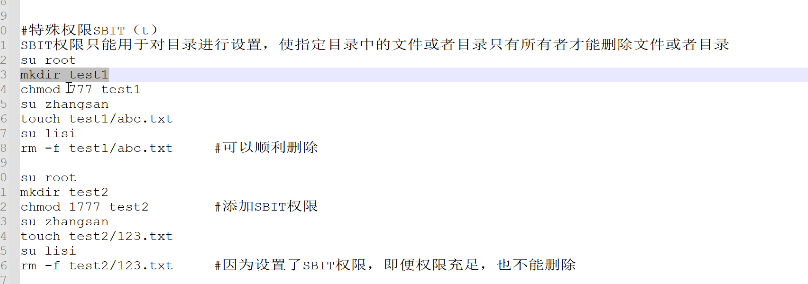 9
0 #特殊权限SBIT（t）
1 SBIT权限只能用于对目录进行设置，使指定目录中的文件或者目录只有所有者才能删除文件或者目录
2 su root
3 mkdir test1
4 chmod 777 test1
5 su zhangsan
6 touch test1/abc.txt
7 su lisi
8 rm -f test1/abc.txt #可以顺利删除
9
0 su root
1 mkdir test2
2 chmod 1777 test2 #添加SBIT权限
3 su zhangsan
4 touch test2/123.txt
5 su lisi
6 rm -f test2/123.txt #因为设置了SBIT权限，即便权限充足，也不能删除
7